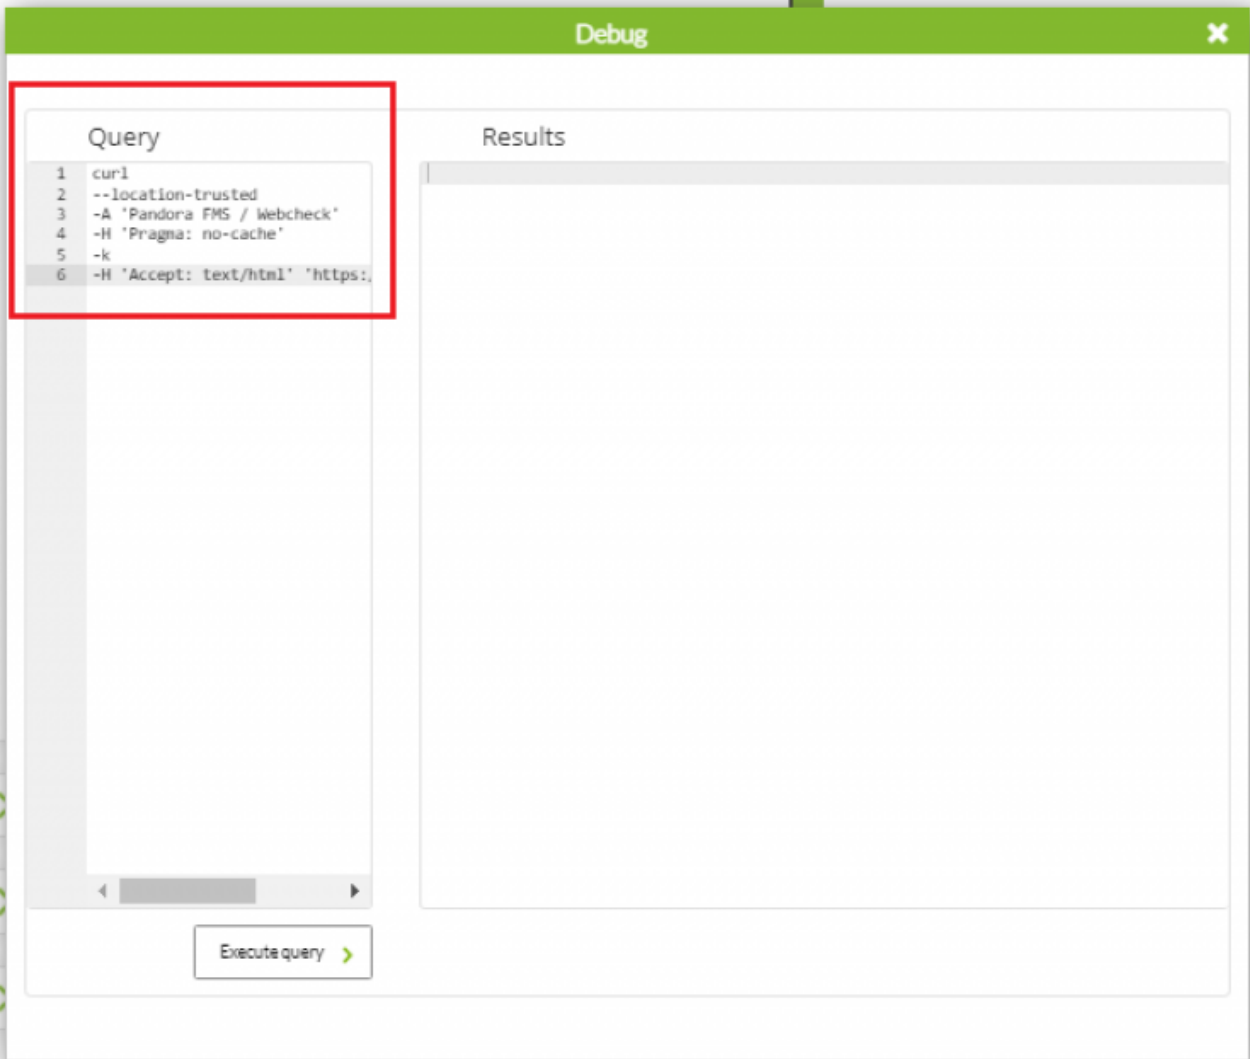 Debug
Query
Results
1 curl
2 --location-trusted
3 -A 'Pandora FMS / Webcheck'
4 -H 'Pragma: no-cache'
5 -k
6 -H 'Accept: text/html' 'https:/
Execute query